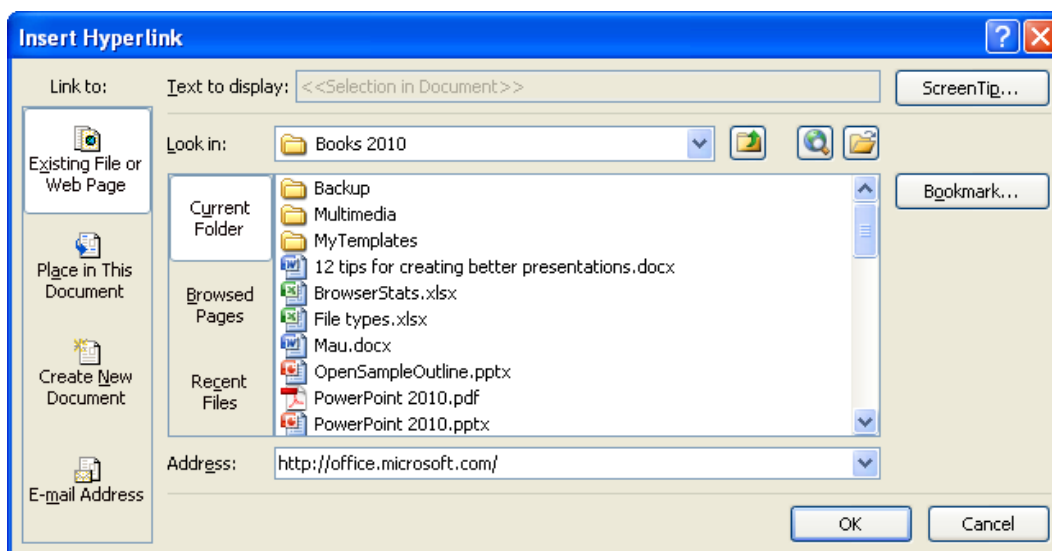 Insert Hyperlink
Link to:
Text to display: <<Selection in Document>>
ScreenTip...
Existing File or
Web Page
Look in: Books 2010
Current
Folder
Backup
Multimedia
MyTemplates
12 tips for creating better presentations.docx
BrowserStats.xlsx
File types.xlsx
Mau.docx
OpenSampleOutline.pptx
PowerPoint 2010.pdf
PowerPoint 2010.pptx
Bookmark...
Place in This
Document
Browsed
Pages
Create New
Document
Recent
Files
E-mail Address
Address: http://office.microsoft.com/
OK
Cancel